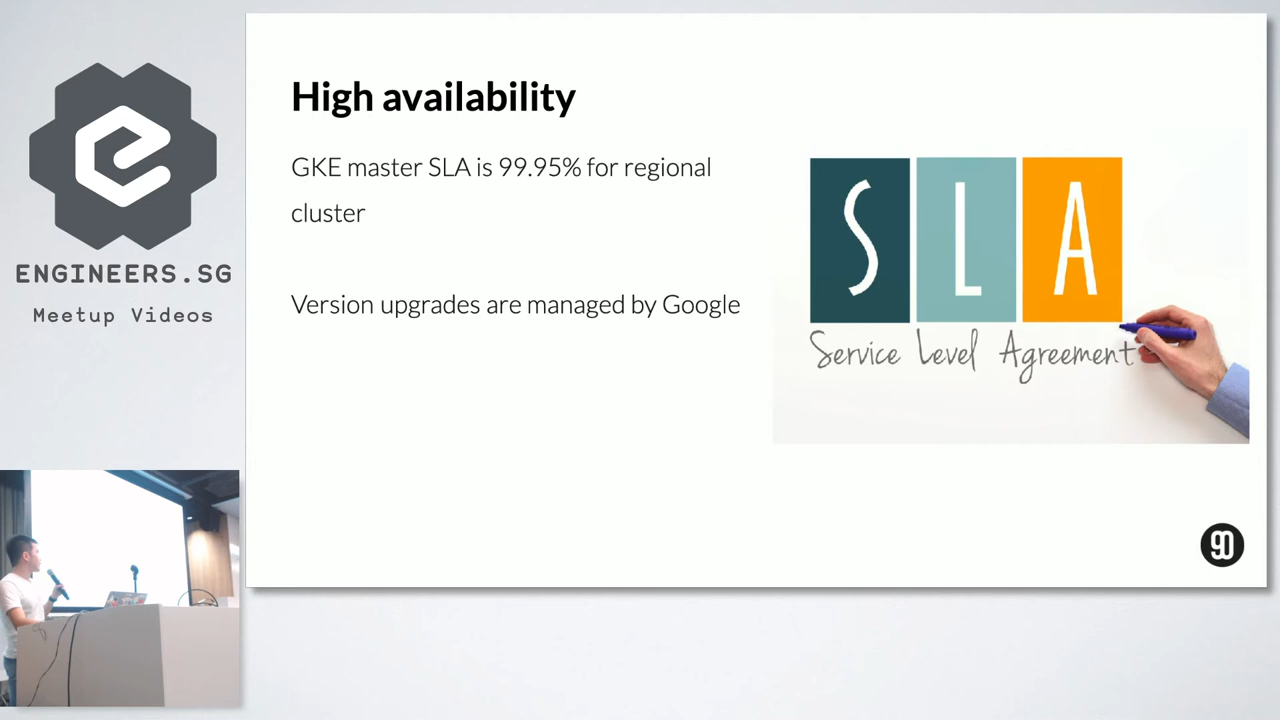 ENGINEERS.SG
Meetup Videos
High availability
GKE master SLA is 99.95% for regional
cluster
Version upgrades are managed by Google
SLA
Service Level Agreement
90